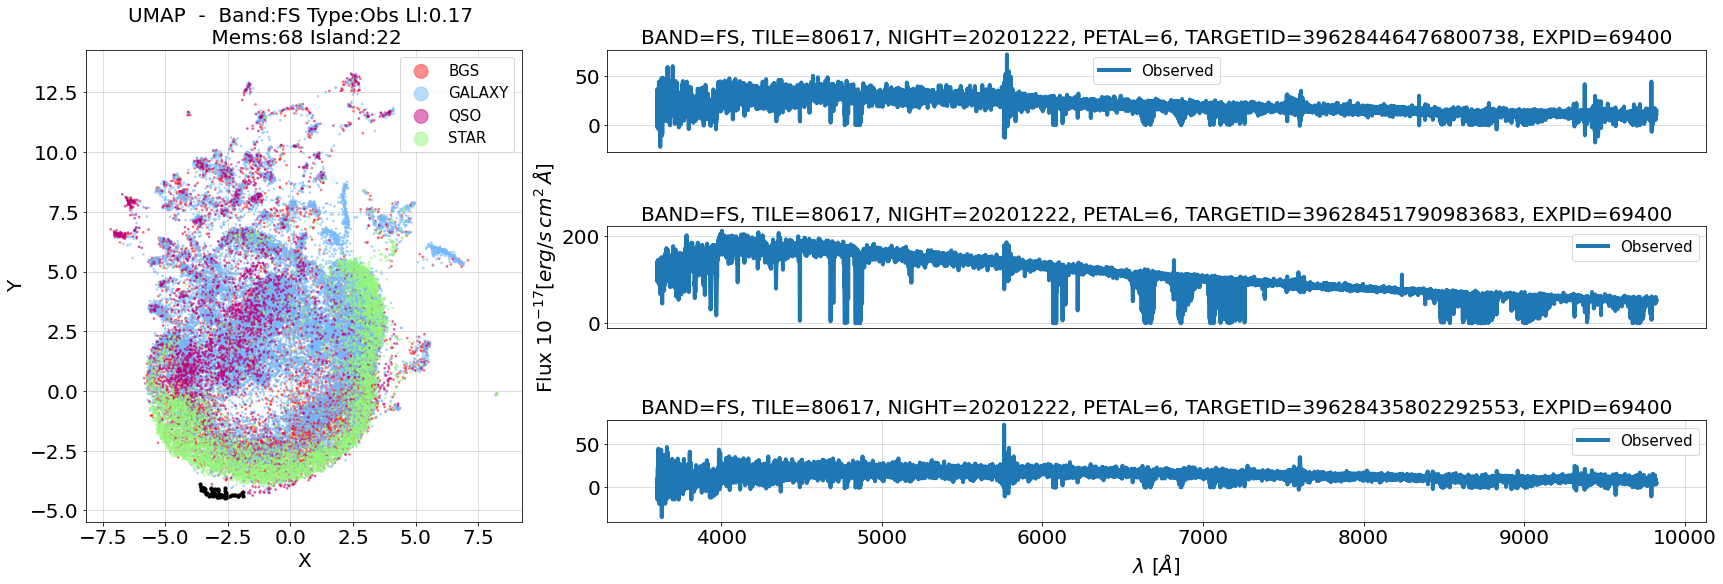 UMAP  -  Band:FS Type:Obs Ll:0.17
Mems:68 Island:22
BGS
GALAXY
QSO
STAR
12.5
10.0
7.5
5.0
2.5
0.0
−2.5
−5.0
Y
−7.5 −5.0 −2.5 0.0 2.5 5.0 7.5
X
Flux 10^{-17}[erg/s cm^2 Å]
BAND=FS, TILE=80617, NIGHT=20201222, PETAL=6, TARGETID=39628446476800738, EXPID=69400
Observed
50
0
BAND=FS, TILE=80617, NIGHT=20201222, PETAL=6, TARGETID=39628451790983683, EXPID=69400
Observed
200
0
BAND=FS, TILE=80617, NIGHT=20201222, PETAL=6, TARGETID=39628435802292553, EXPID=69400
Observed
50
0
4000 5000 6000 7000 8000 9000 10000
λ [Å]